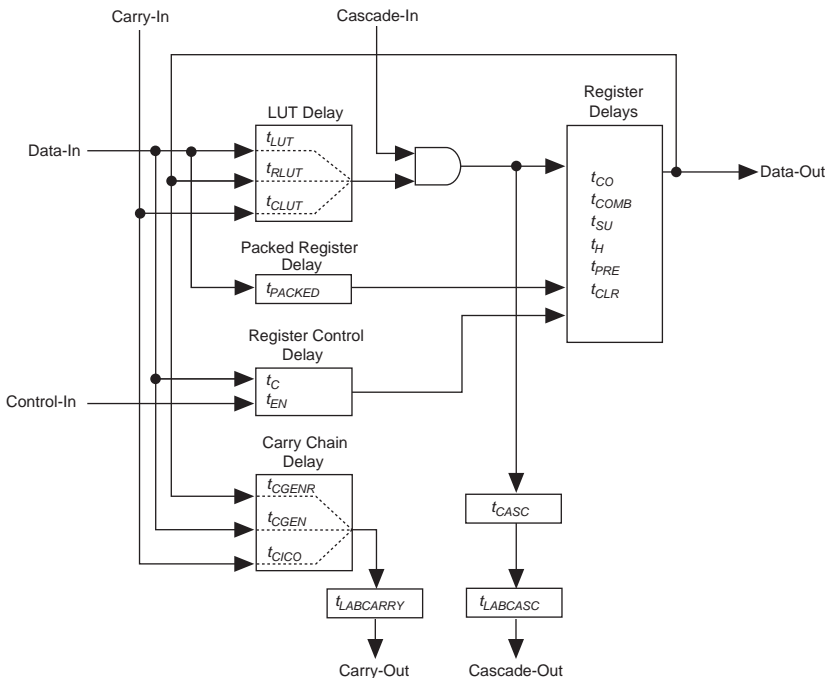 Carry-In
Cascade-In
LUT Delay
Register
Delays
Data-In
tLUT
tRLUT
tCLUT
tCO
tCOMB
tSU
tH
tPRE
tCLR
Data-Out
Packed Register
Delay
tPACKED
Register Control
Delay
tC
tEN
Control-In
Carry Chain
Delay
tCGENR
tCGEN
tCICO
tCASC
tLABCARRY
tLABCASC
Carry-Out
Cascade-Out